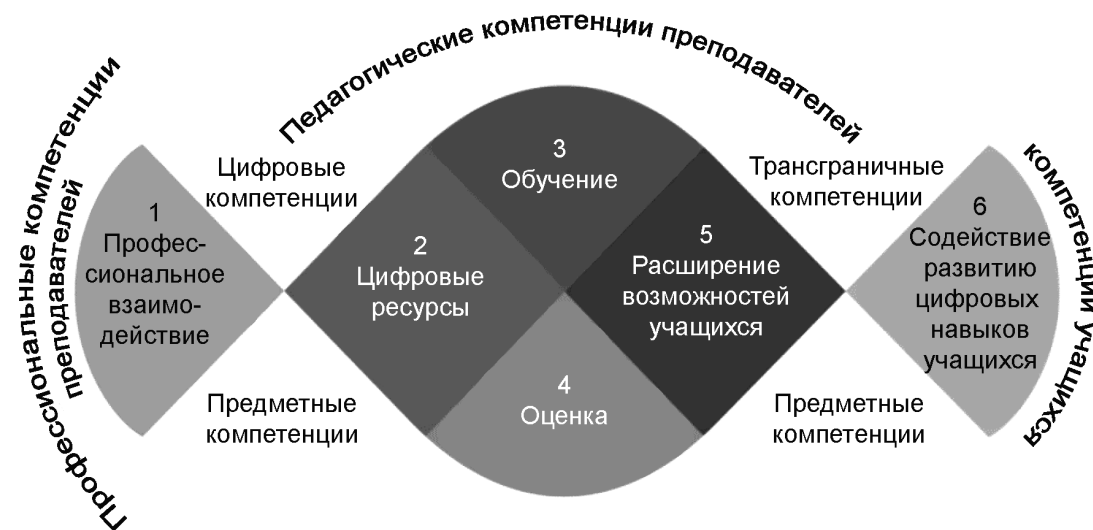 Педагогические компетенции преподавателей
Профессиональные компетенции
преподавателей
компетенции учащихся
Цифровые
компетенции
Трансграничные
компетенции
1
Профес-
сиональное
взаимо-
действие
2
Цифровые
ресурсы
3
Обучение
4
Оценка
5
Расширение
возможностей
учащихся
6
Содействие
развитию
цифровых
навыков
учащихся
Предметные
компетенции
Предметные
компетенции